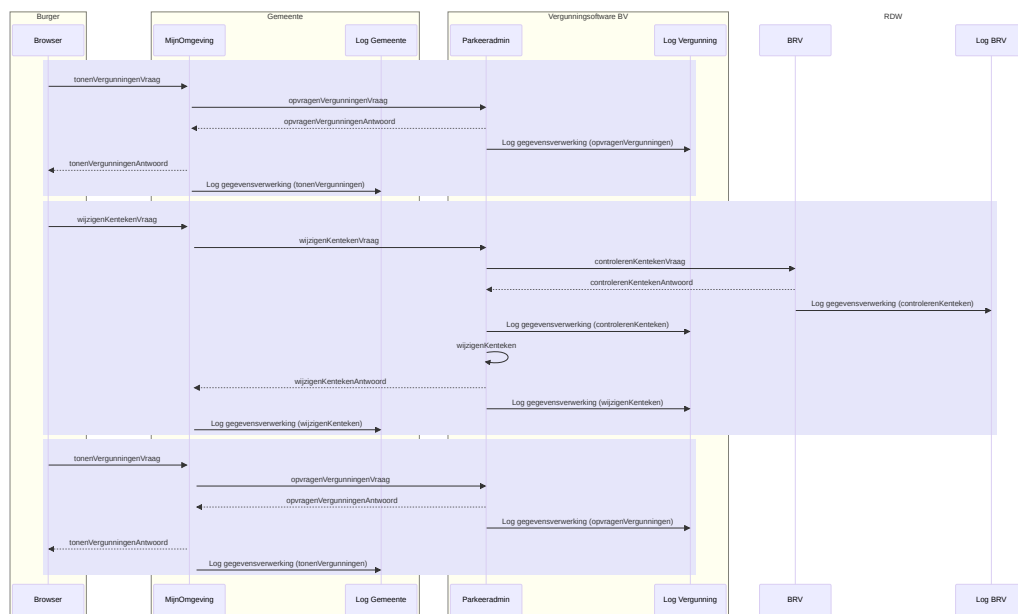 Burger
Gemeente
Vergunningsoftware BV
RDW
Browser
MijnOmgeving
Log Gemeente
Parkeeradmin
Log Vergunning
BRV
Log BRV
tonenVergunningenVraag
opvragenVergunningenVraag
opvragenVergunningenAntwoord
Log gegevensverwerking (opvragenVergunningen)
tonenVergunningenAntwoord
Log gegevensverwerking (tonenVergunningen)
wijzigenKentekenVraag
wijzigenKentekenVraag
controlerenKentekenVraag
controlerenKentekenAntwoord
Log gegevensverwerking (controlerenKenteken)
Log gegevensverwerking (controlerenKenteken)
wijzigenKenteken
wijzigenKentekenAntwoord
Log gegevensverwerking (wijzigenKenteken)
Log gegevensverwerking (wijzigenKenteken)
tonenVergunningenVraag
opvragenVergunningenVraag
opvragenVergunningenAntwoord
Log gegevensverwerking (opvragenVergunningen)
tonenVergunningenAntwoord
Log gegevensverwerking (tonenVergunningen)
Browser
MijnOmgeving
Log Gemeente
Parkeeradmin
Log Vergunning
BRV
Log BRV